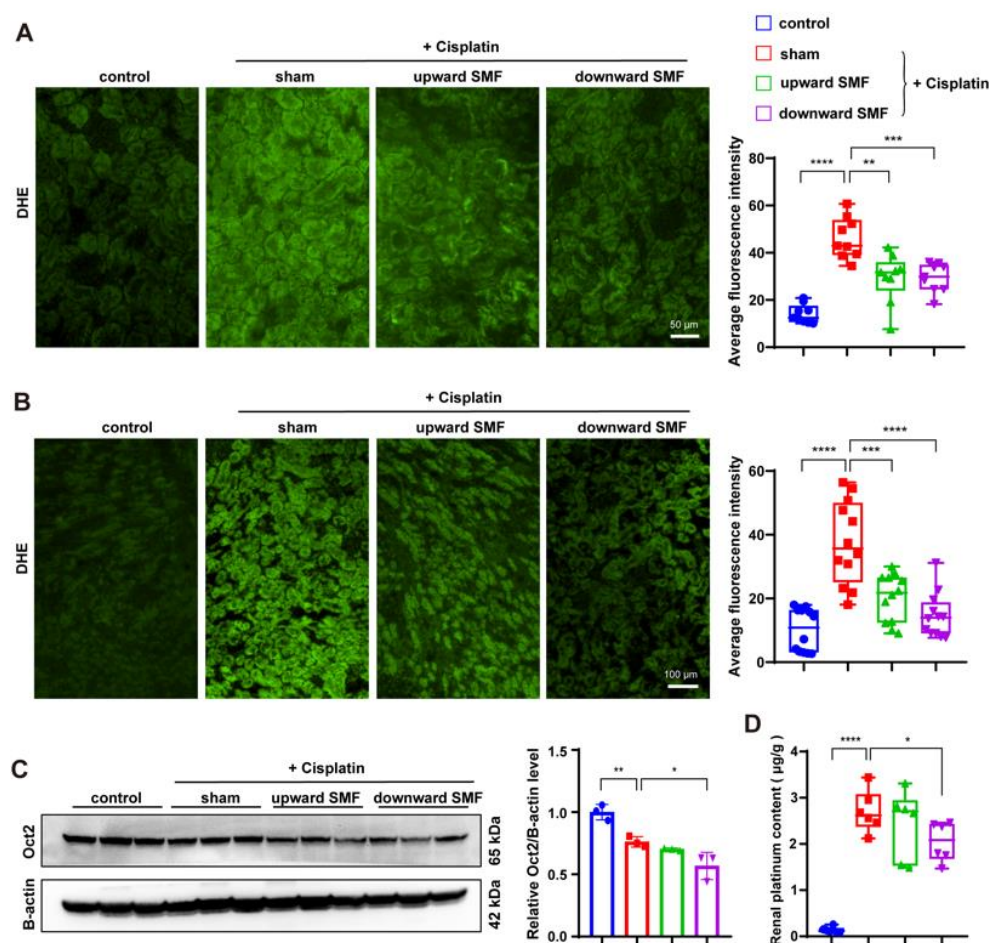 A
+ Cisplatin
control
sham
upward SMF
downward SMF
DHE
50 μm
control
sham
upward SMF
downward SMF
+ Cisplatin
Average fluorescence intensity
80
60
40
20
0
****
**
***
B
+ Cisplatin
control
sham
upward SMF
downward SMF
DHE
100 μm
Average fluorescence intensity
60
40
20
0
****
***
****
C
+ Cisplatin
control
sham
upward SMF
downward SMF
Oct2
65 kDa
B-actin
42 kDa
Relative Oct2/B-actin level
1.5
1.0
0.5
0.0
**
*
D
Renal platinum content ( μg/g )
4
3
2
1
0
****
*